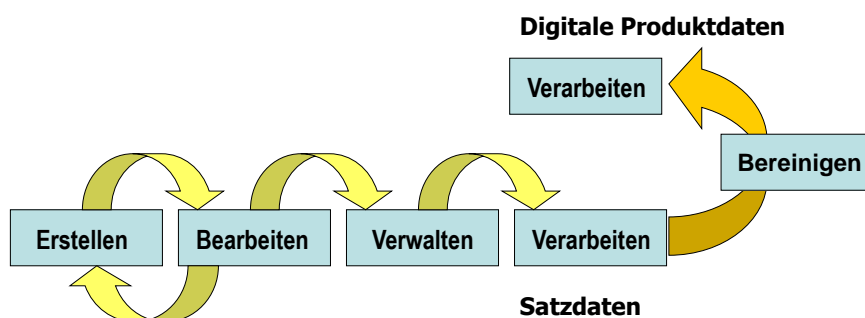 Digitale Produktdaten
Verarbeiten
Bereinigen
Erstellen
Bearbeiten
Verwalten
Verarbeiten
Satzdaten